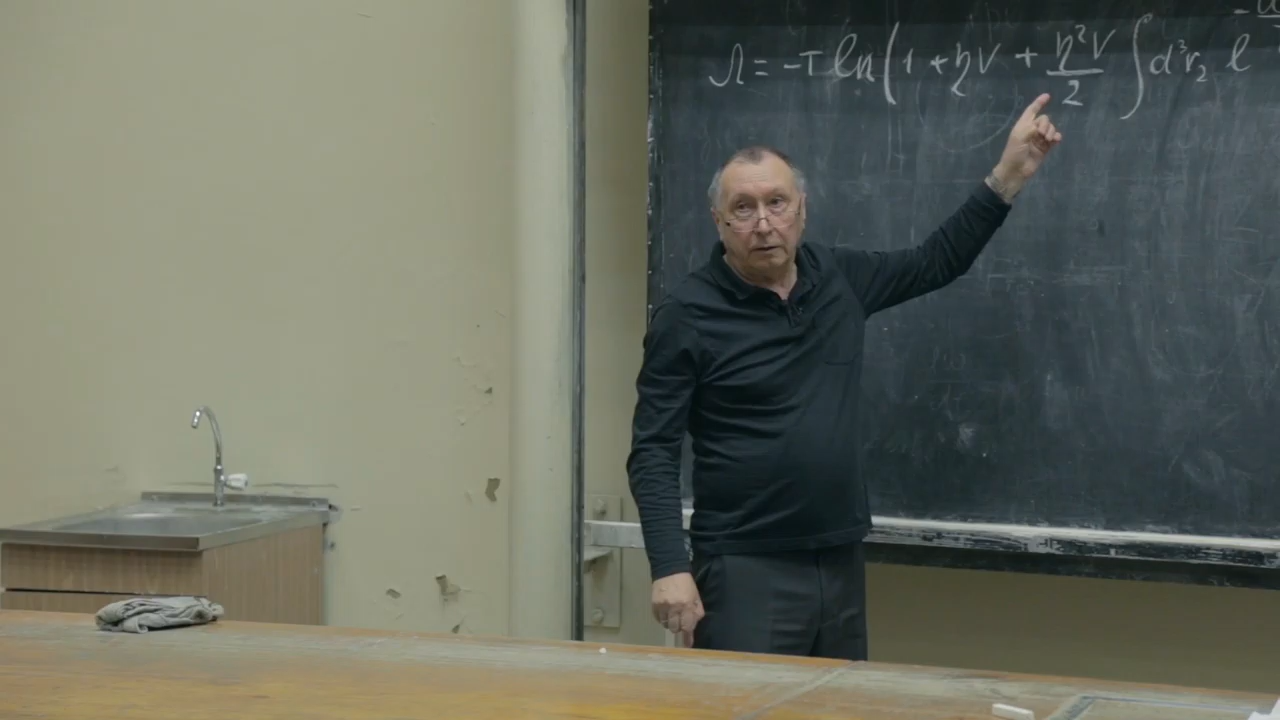 Ω = -T ln(1 + ηV + η²V/2 ∫d³r₂ e